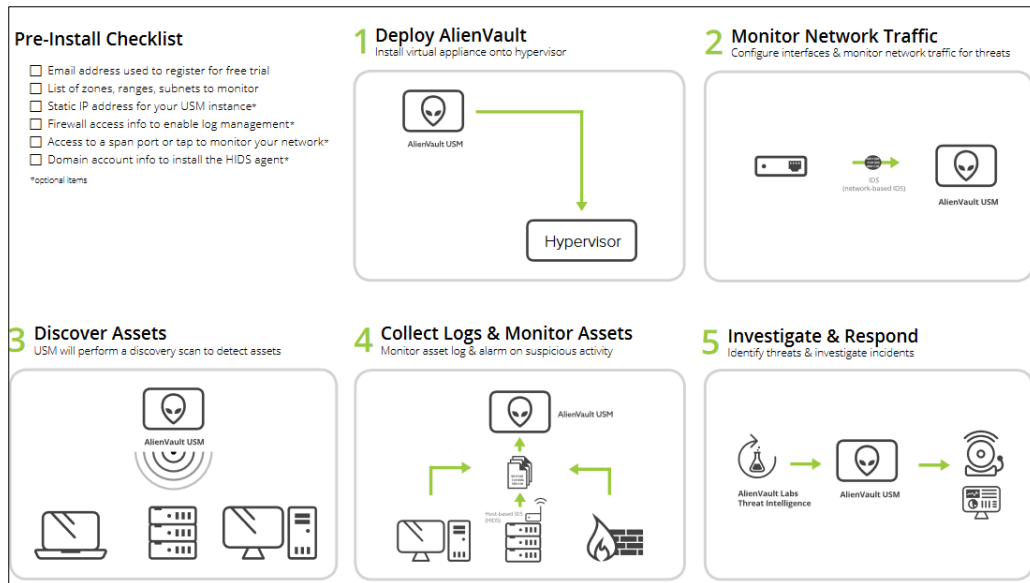 Pre-Install Checklist
Email address used to register for free trial
List of zones, ranges, subnets to monitor
Static IP address for your USM instance*
Firewall access info to enable log management*
Access to a span port or tap to monitor your network*
Domain account info to install the HIDS agent*
*optional items
1 Deploy AlienVault
Install virtual appliance onto hypervisor
AlienVault USM
Hypervisor
2 Monitor Network Traffic
Configure interfaces & monitor network traffic for threats
IDS
(network-based IDS)
AlienVault USM
3 Discover Assets
USM will perform a discovery scan to detect assets
AlienVault USM
4 Collect Logs & Monitor Assets
Monitor asset log & alarm on suspicious activity
AlienVault USM
Host-based IDS
(HIDS)
5 Investigate & Respond
Identify threats & investigate incidents
AlienVault Labs
Threat Intelligence
AlienVault USM